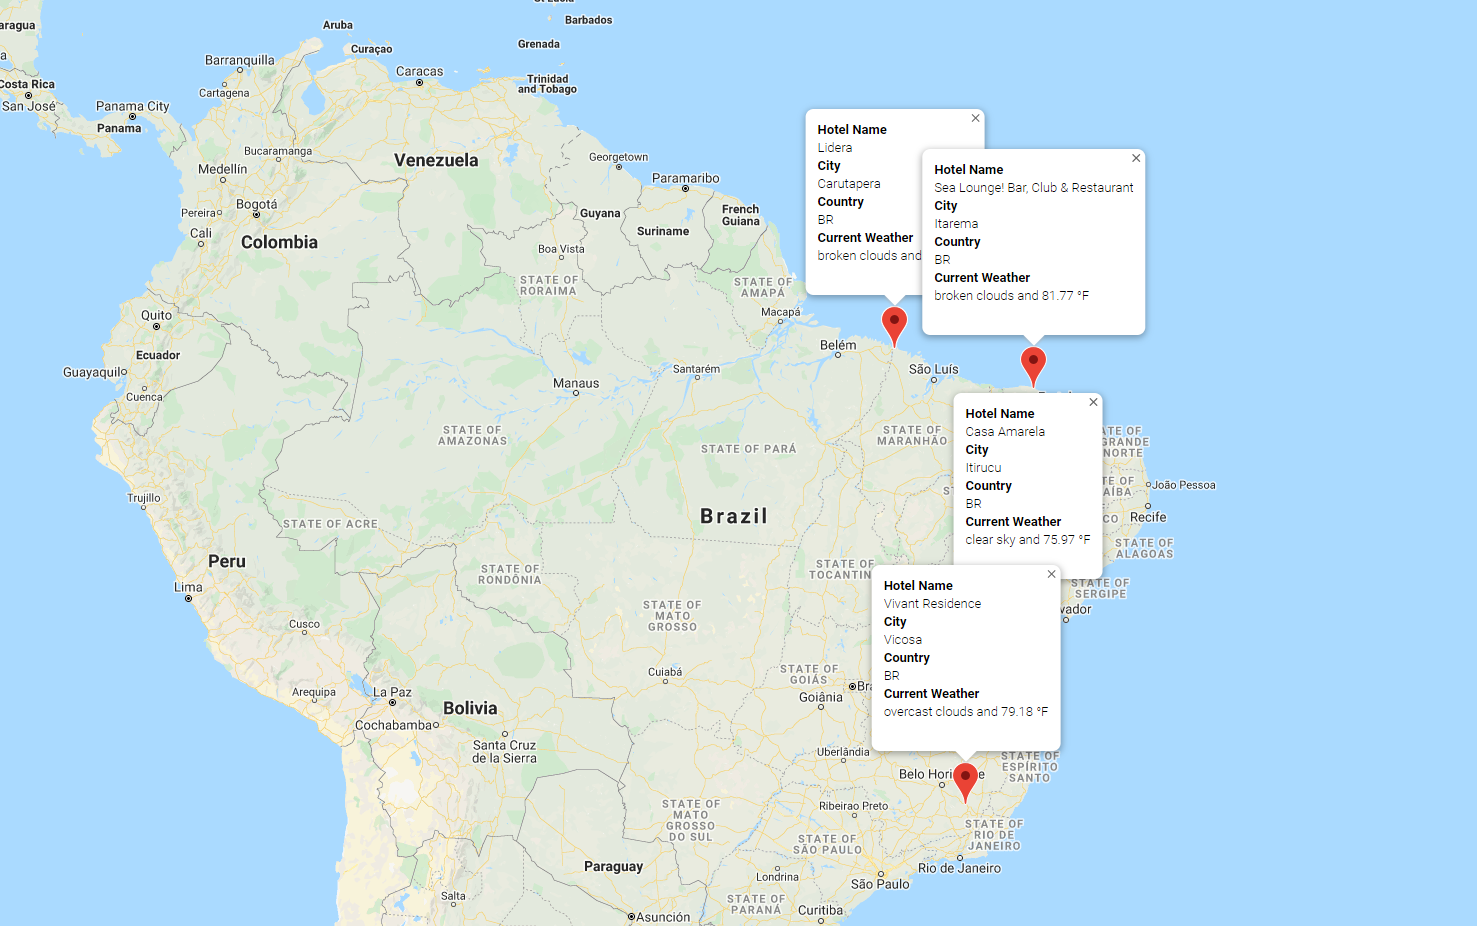 St Lucia
Barbados
Aruba
Curaçao
Grenada
Trinidad
and Tobago
Barranquilla
Cartagena
Caracas
Costa Rica
San José
Panama City
Panama
Bucaramanga
Medellín
Venezuela
Georgetown
Paramaribo
Pereira
Bogotá
Cali
Colombia
Guyana
Suriname
French
Guiana
Boa Vista
STATE OF
RORAIMA
STATE OF
AMAPÁ
Macapá
Quito
Ecuador
Guayaquil
Cuenca
Manaus
Santarém
Belém
São Luís
STATE OF
AMAZONAS
STATE OF PARÁ
STATE OF
MARANHÃO
Trujillo
STATE OF ACRE
Brazil
João Pessoa
Recife
STATE OF
ALAGOAS
STATE OF
SERGIPE
Peru
Lima
STATE OF
RONDÔNIA
STATE OF
MATO
GROSSO
Cusco
Cuiabá
STATE OF
GOIÁS
Goiânia
Arequipa
La Paz
Bolivia
Cochabamba
Santa Cruz
de la Sierra
Uberlândia
STATE OF
ESPÍRITO
SANTO
Ribeirao Preto
STATE OF
MATO
GROSSO
DO SUL
STATE OF
SÃO PAULO
STATE OF
RIO DE
JANEIRO
Rio de Janeiro
Paraguay
Londrina
São Paulo
Salta
STATE OF
PARANÁ
Curitiba
Asunción
Hotel Name
Lidera
City
Carutapera
Country
BR
Current Weather
broken clouds and
Hotel Name
Sea Lounge! Bar, Club & Restaurant
City
Itarema
Country
BR
Current Weather
broken clouds and 81.77 °F
Hotel Name
Casa Amarela
City
Itirucu
Country
BR
Current Weather
clear sky and 75.97 °F
Hotel Name
Vivant Residence
City
Vicosa
Country
BR
Current Weather
overcast clouds and 79.18 °F